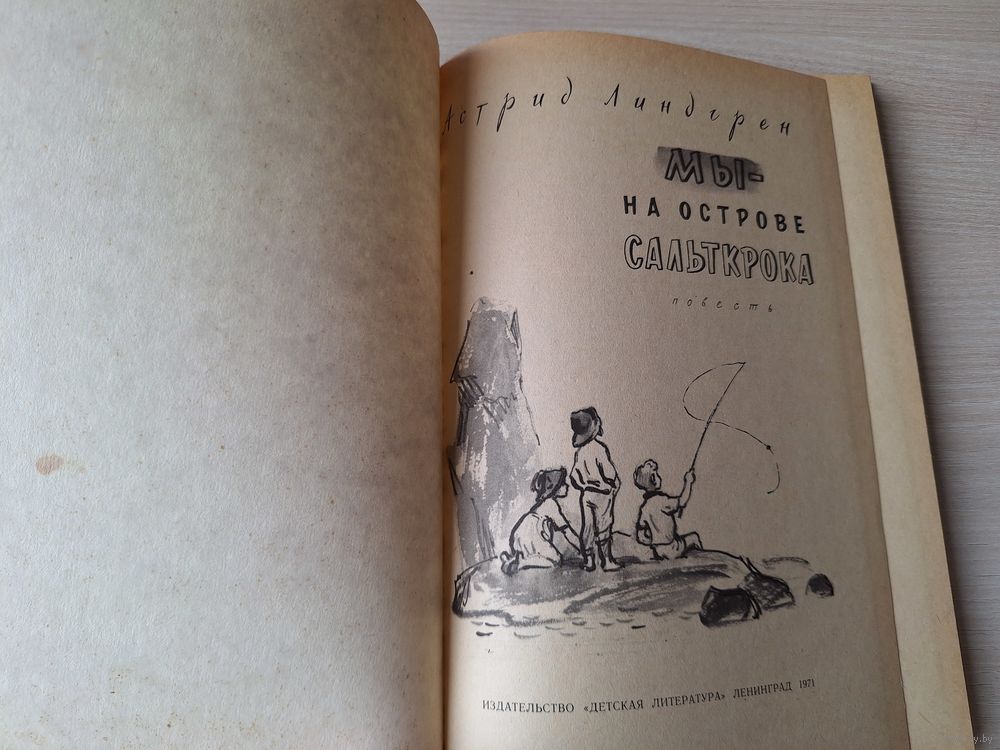 Астрид Линдгрен
МЫ-
НА ОСТРОВЕ
САЛЬТКРОКА
повесть
ИЗДАТЕЛЬСТВО «ДЕТСКАЯ ЛИТЕРАТУРА» ЛЕНИНГРАД 1971